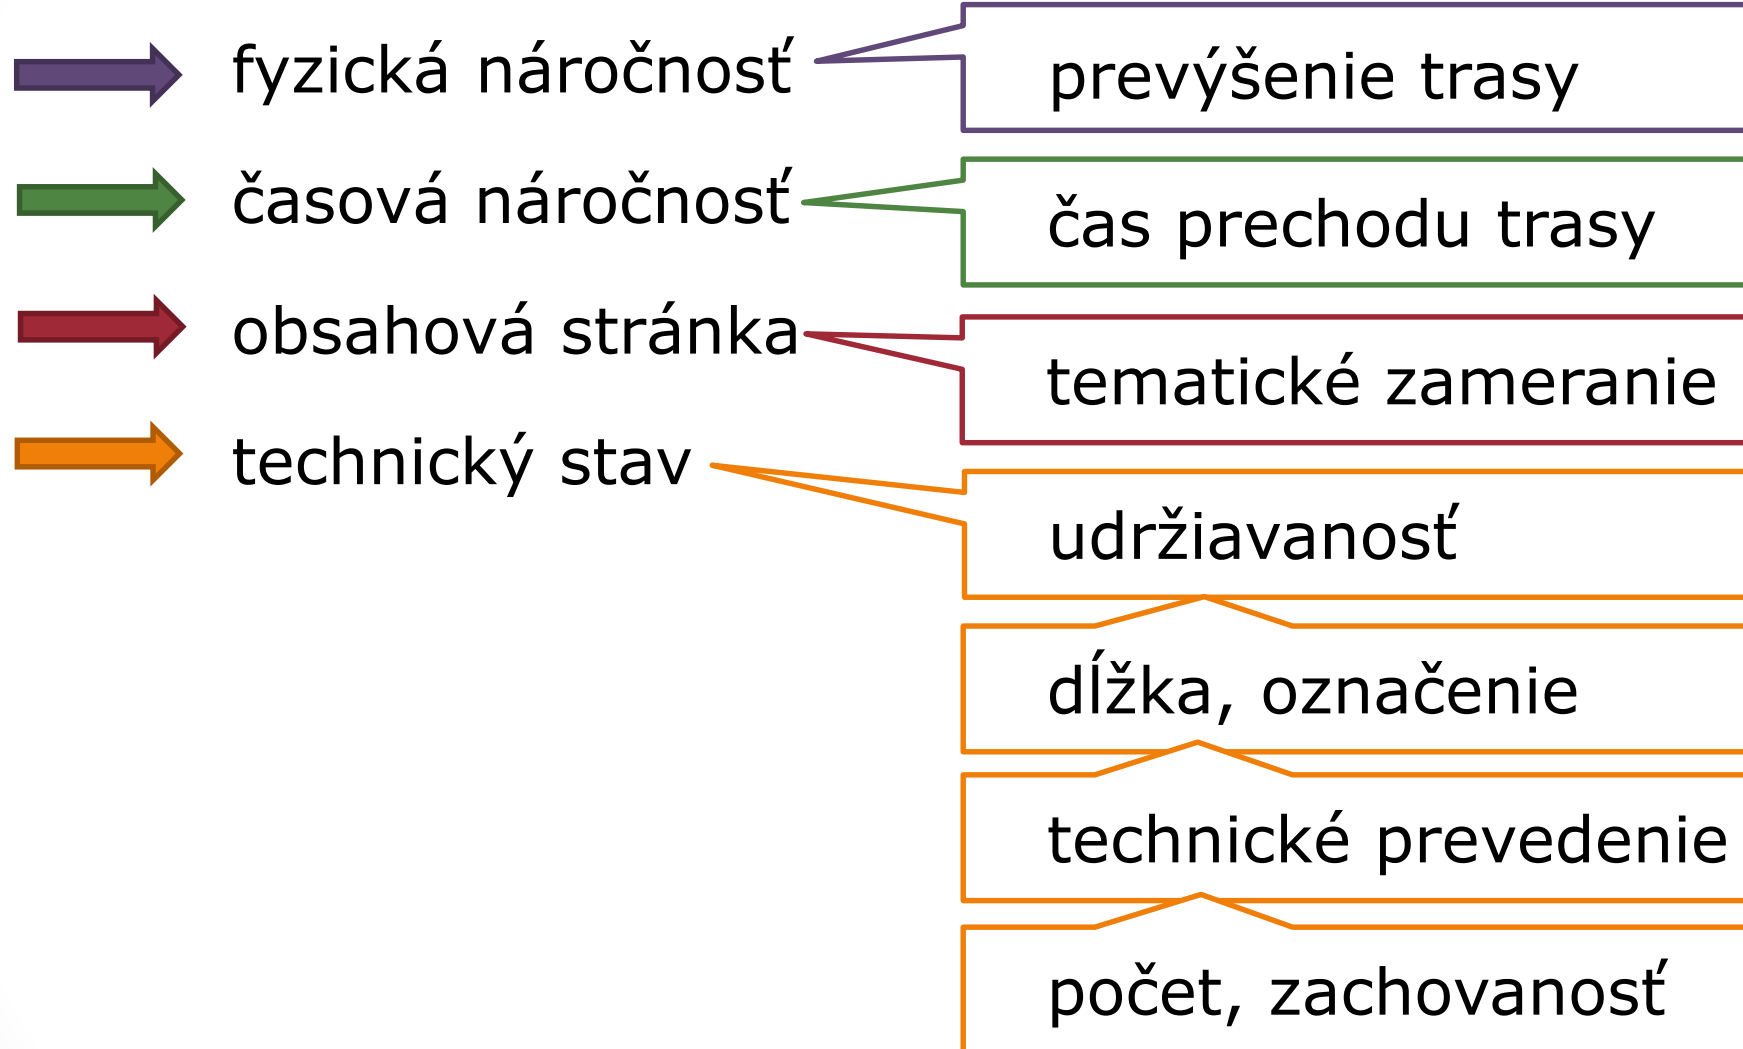 fyzická náročnosť
prevýšenie trasy
časová náročnosť
čas prechodu trasy
obsahová stránka
tematické zameranie
technický stav
udržiavanosť
dĺžka, označenie
technické prevedenie
počet, zachovanosť